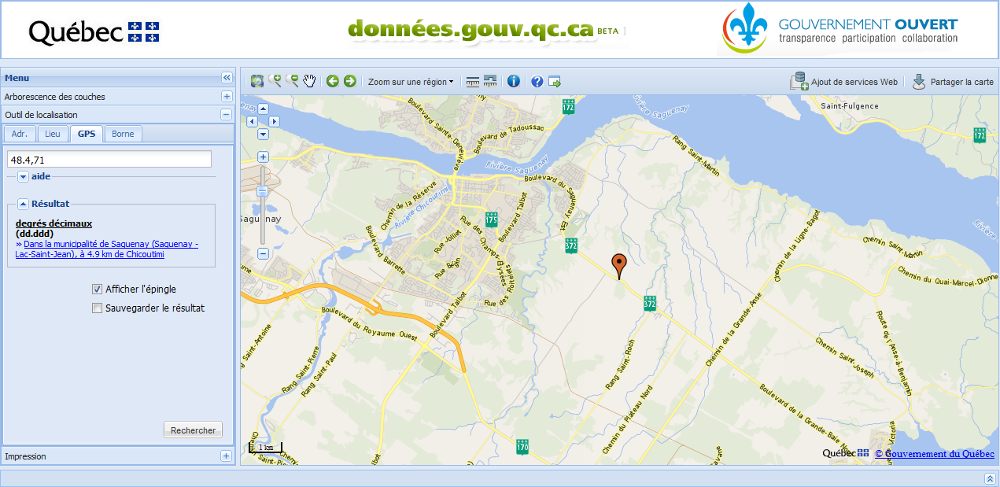 Québec
données.gouv.qc.ca BETA
GOUVERNEMENT OUVERT
transparence participation collaboration
Menu
Arborescence des couches
Outil de localisation
Adr.
Lieu
GPS
Borne
48.4,71
aide
Résultat
degrés décimaux
(dd.ddd)
» Dans la municipalité de Saguenay (Saguenay -
Lac-Saint-Jean), à 4.9 km de Chicoutimi
Afficher l'épingle
Sauvegarder le résultat
Rechercher
Impression
Zoom sur une région
Ajout de services Web
Partager la carte
Boulevard Sainte-Geneviève
Boulevard de Tadoussac
172
Rivière Saguenay
Saint-Fulgence
172
Rang Saint-Martin
Rivière Saguenay
Boulevard du Saguenay Est
Chemin de la Réserve
Rivière Chicoutimi
Boulevard Talbot
Saguenay
175
Rue des Champs-Élysées
Rue Jolliet
Rue Bégin
Rue des Roitelets
Boulevard Barrette
372
372
Chemin de la Ligne Bagot
Chemin Saint-Martin
Chemin du Quai-Marcel-Dionne
Rivière
Boulevard Talbot
Boulevard du Royaume Ouest
Rang Saint-Antoine
Rang Saint-Pierre
Rang Saint-Paul
Rang Saint-Roch
Chemin de la Grande-Anse
Chemin du Plateau Nord
Route de l'Anse-à-Benjamin
Chemin Saint-Joseph
Boulevard de la Grande-Baie Nord
Victoria
170
1 km
Québec
© Gouvernement du Québec